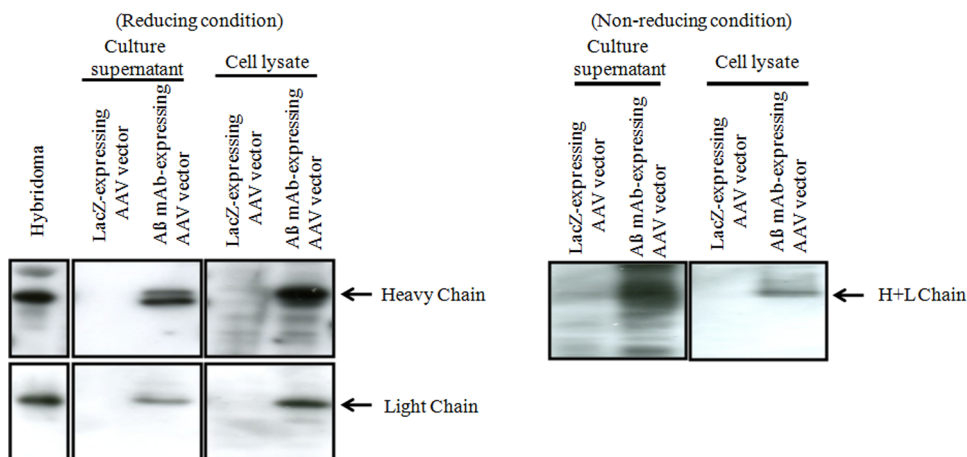 (Reducing condition)
Culture
supernatant
Cell lysate
Hybridoma
LacZ-expressing
AAV vector
Aß mAb-expressing
AAV vector
LacZ-expressing
AAV vector
Aß mAb-expressing
AAV vector
Heavy Chain
Light Chain
(Non-reducing condition)
Culture
supernatant
Cell lysate
LacZ-expressing
AAV vector
Aß mAb-expressing
AAV vector
LacZ-expressing
AAV vector
Aß mAb-expressing
AAV vector
H+L Chain